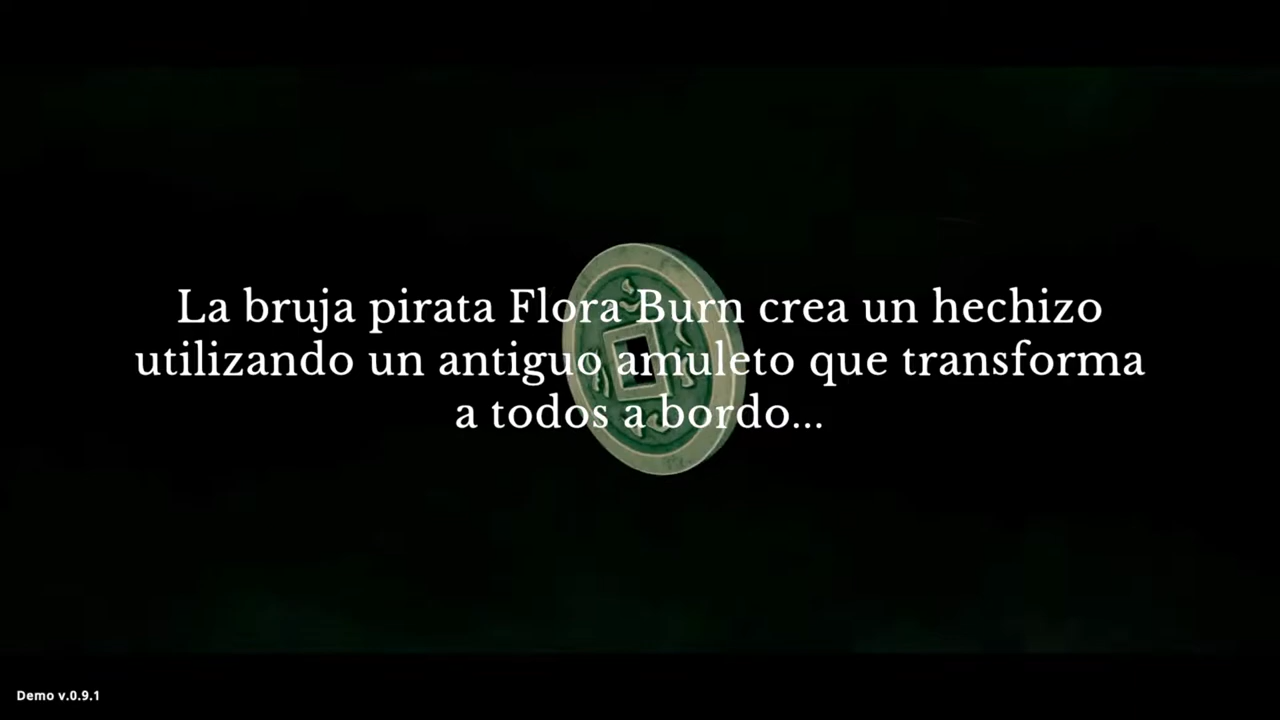 La bruja pirata Flora Burn crea un hechizo
utilizando un antiguo amuleto que transforma
a todos a bordo...
Demo v.0.9.1